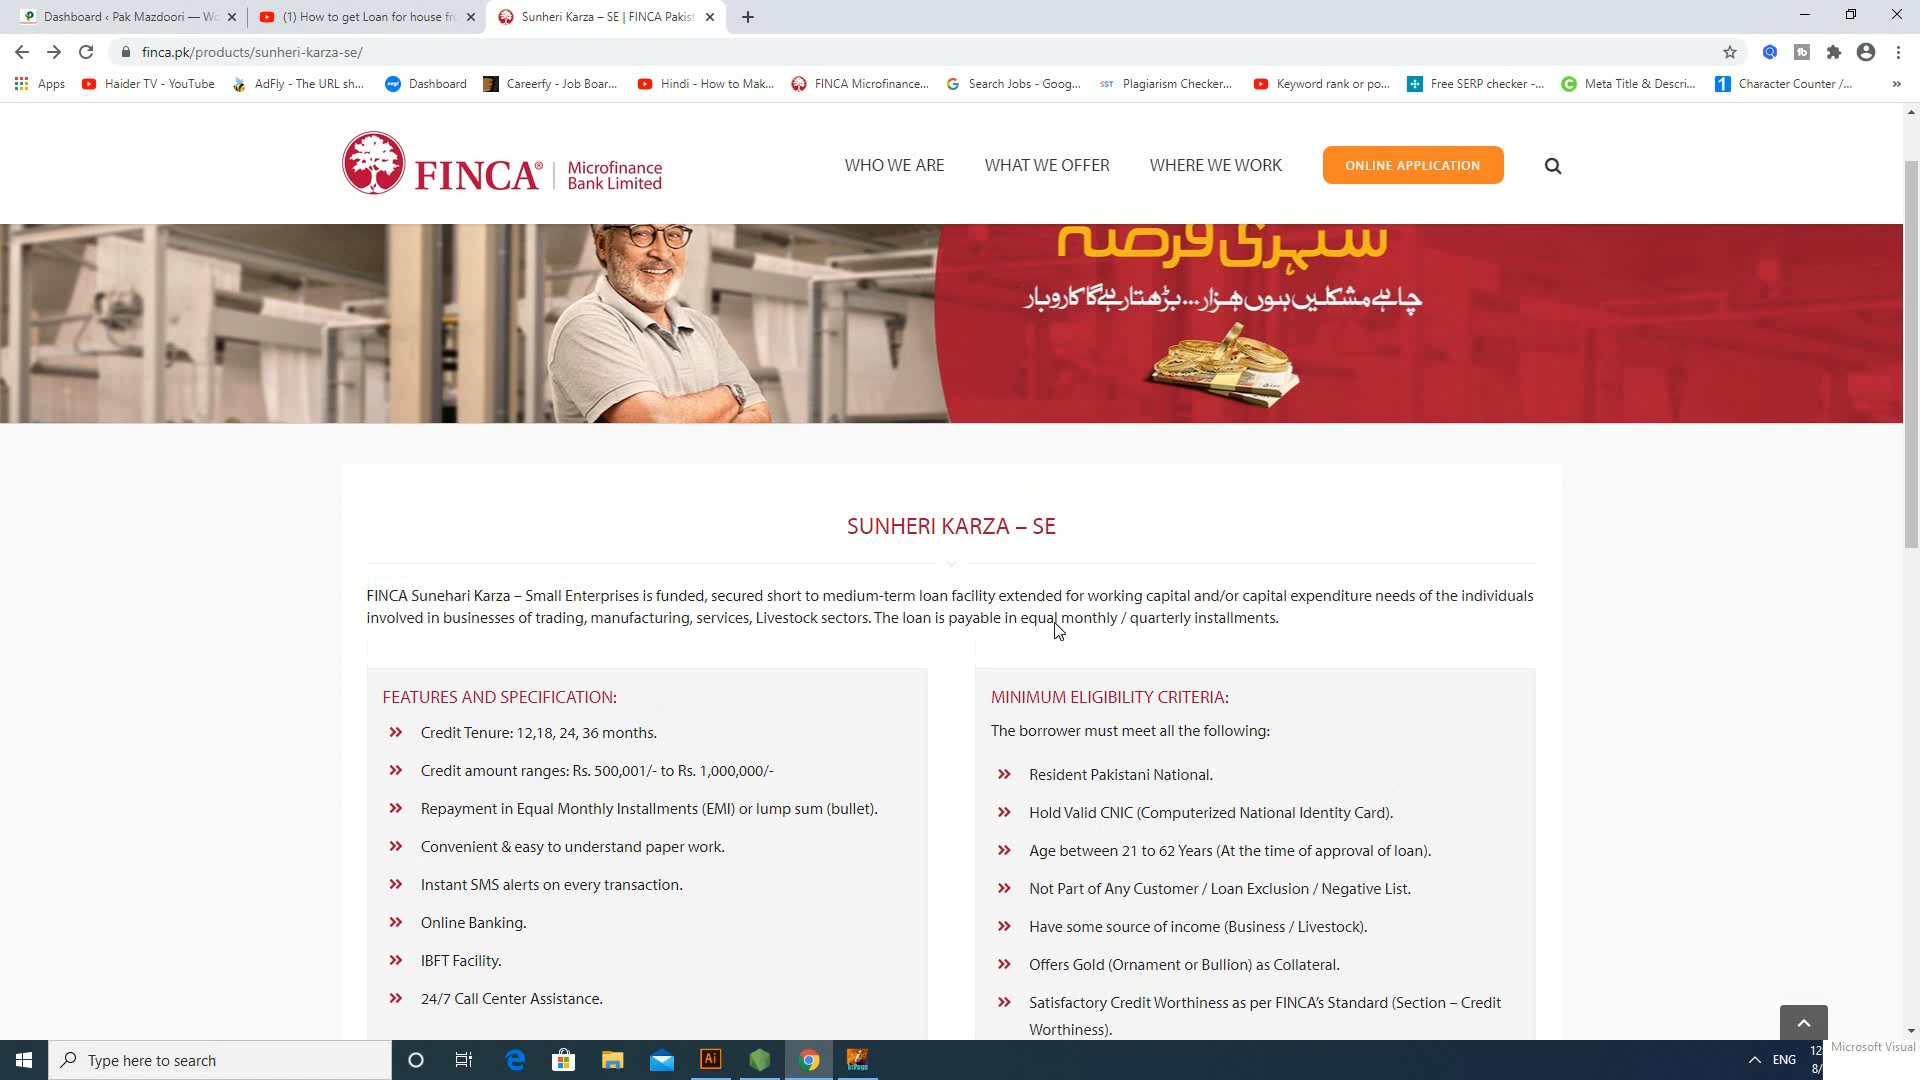 Dashboard ‹ Pak Mazdoori — Wo
(1) How to get Loan for house fr
Sunheri Karza – SE | FINCA Pakist
finca.pk/products/sunheri-karza-se/
Apps
Haider TV - YouTube
AdFly - The URL sh...
Dashboard
Careerfy - Job Boar...
Hindi - How to Mak...
FINCA Microfinance...
Search Jobs - Goog...
SST Plagiarism Checker...
Keyword rank or po...
Free SERP checker -...
Meta Title & Descri...
Character Counter /...
FINCA® Microfinance
Bank Limited
WHO WE ARE
WHAT WE OFFER
WHERE WE WORK
ONLINE APPLICATION
سنہری قرضہ
چاہے مشکلیں ہوں ہزار...بڑھتا رہے گا کاروبار
SUNHERI KARZA – SE
FINCA Sunehari Karza – Small Enterprises is funded, secured short to medium-term loan facility extended for working capital and/or capital expenditure needs of the individuals
involved in businesses of trading, manufacturing, services, Livestock sectors. The loan is payable in equal monthly / quarterly installments.
FEATURES AND SPECIFICATION:
Credit Tenure: 12,18, 24, 36 months.
Credit amount ranges: Rs. 500,001/- to Rs. 1,000,000/-
Repayment in Equal Monthly Installments (EMI) or lump sum (bullet).
Convenient & easy to understand paper work.
Instant SMS alerts on every transaction.
Online Banking.
IBFT Facility.
24/7 Call Center Assistance.
MINIMUM ELIGIBILITY CRITERIA:
The borrower must meet all the following:
Resident Pakistani National.
Hold Valid CNIC (Computerized National Identity Card).
Age between 21 to 62 Years (At the time of approval of loan).
Not Part of Any Customer / Loan Exclusion / Negative List.
Have some source of income (Business / Livestock).
Offers Gold (Ornament or Bullion) as Collateral.
Satisfactory Credit Worthiness as per FINCA's Standard (Section – Credit
Worthiness).
Type here to search
Ai
InPage
ENG
12
8/
Microsoft Visual